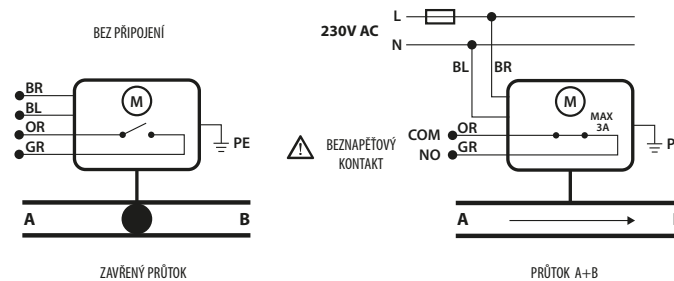 BEZ PŘIPOJENÍ
BR
BL
OR
GR
M
PE
A B
ZAVŘENÝ PRŮTOK
230V AC
L
N
BL BR
M
MAX
3A
COM OR
NO GR
BEZNAPĚŤOVÝ
KONTAKT
A
PRŮTOK A+B